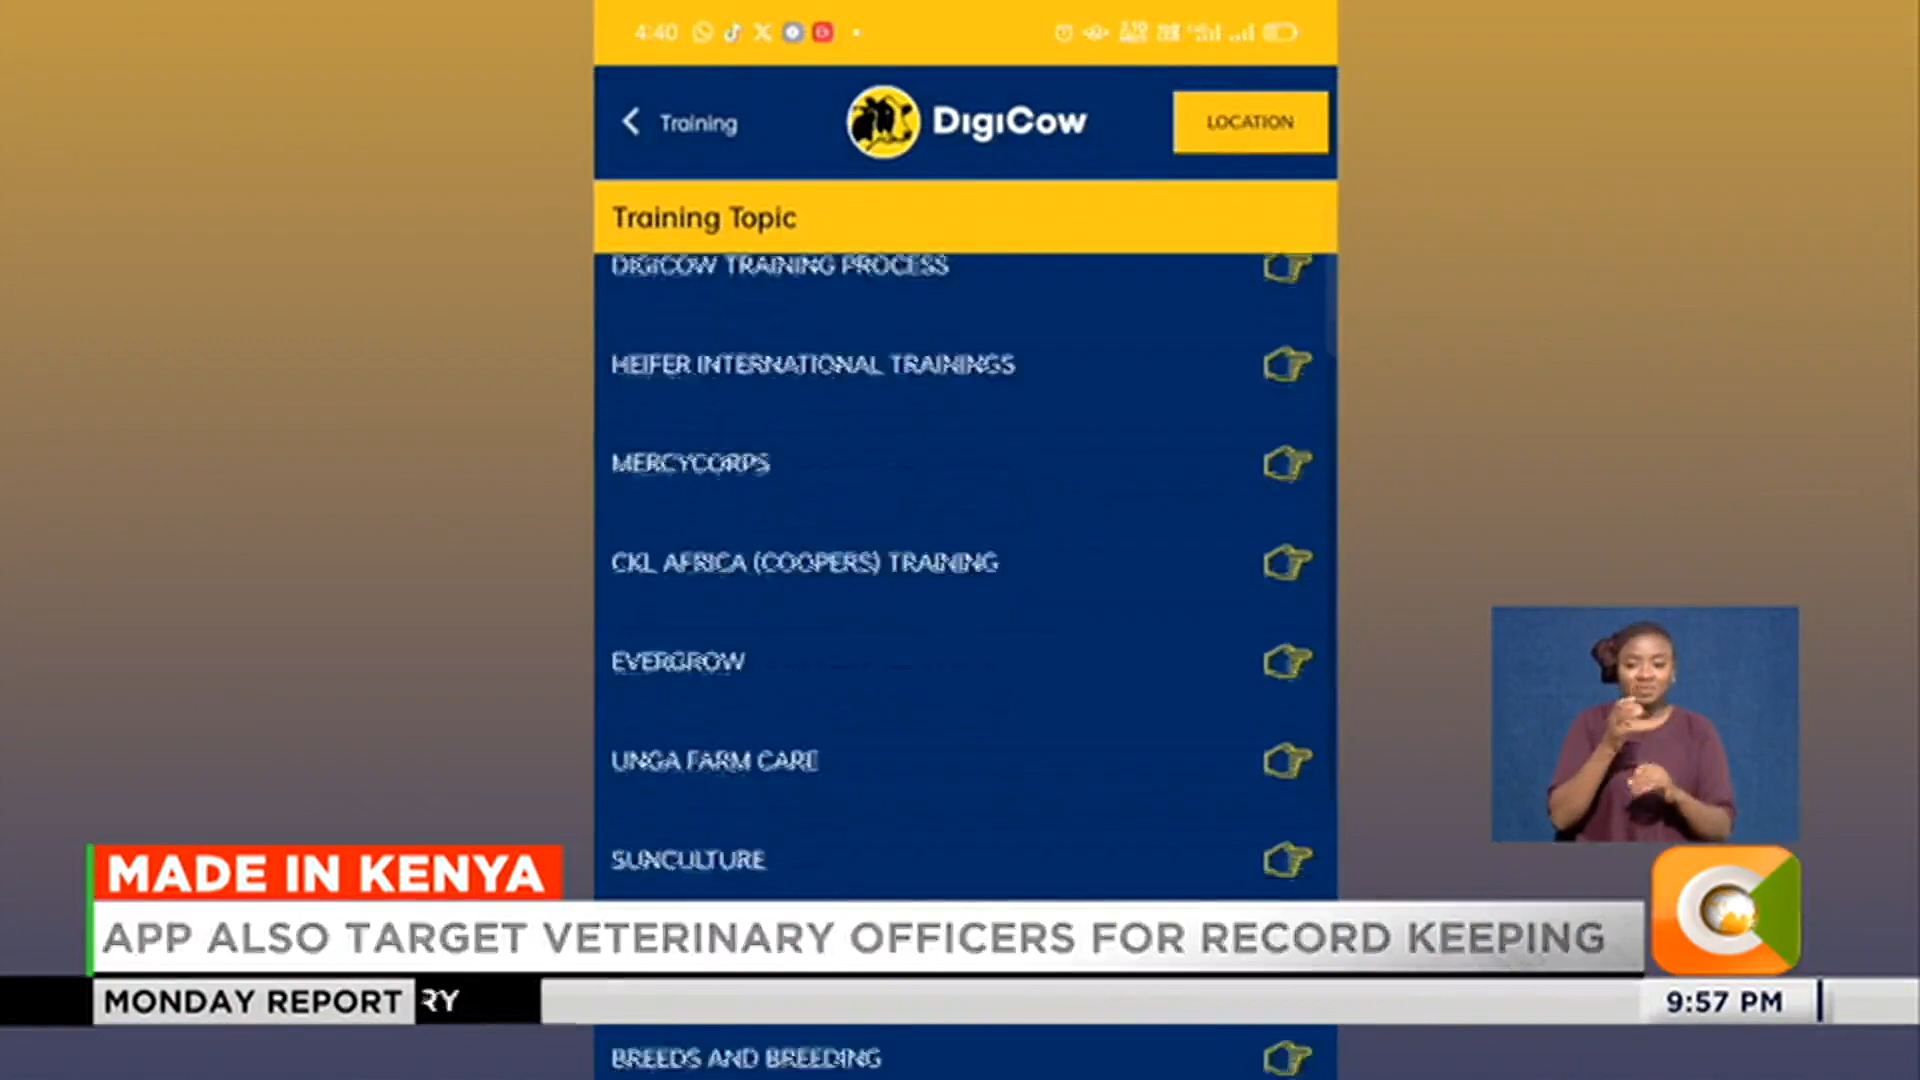 4:40
Training
DigiCow
LOCATION
Training Topic
DIGICOW TRAINING PROCESS
HEIFER INTERNATIONAL TRAININGS
MERCYCORPS
CKL AFRICA (COOPERS) TRAINING
EVERGROW
UNGA FARM CARE
SUNCULTURE
MADE IN KENYA
APP ALSO TARGET VETERINARY OFFICERS FOR RECORD KEEPING
MONDAY REPORT
RY
9:57 PM
BREEDS AND BREEDING